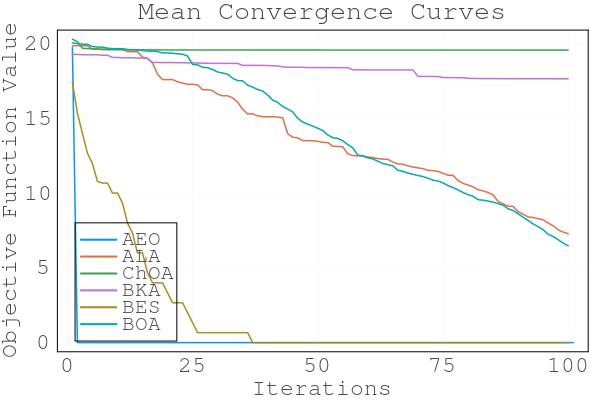 Mean Convergence Curves
Objective Function Value
20
15
10
5
0
AEO
ALA
ChOA
BKA
BES
BOA
0 25 50 75 100
Iterations